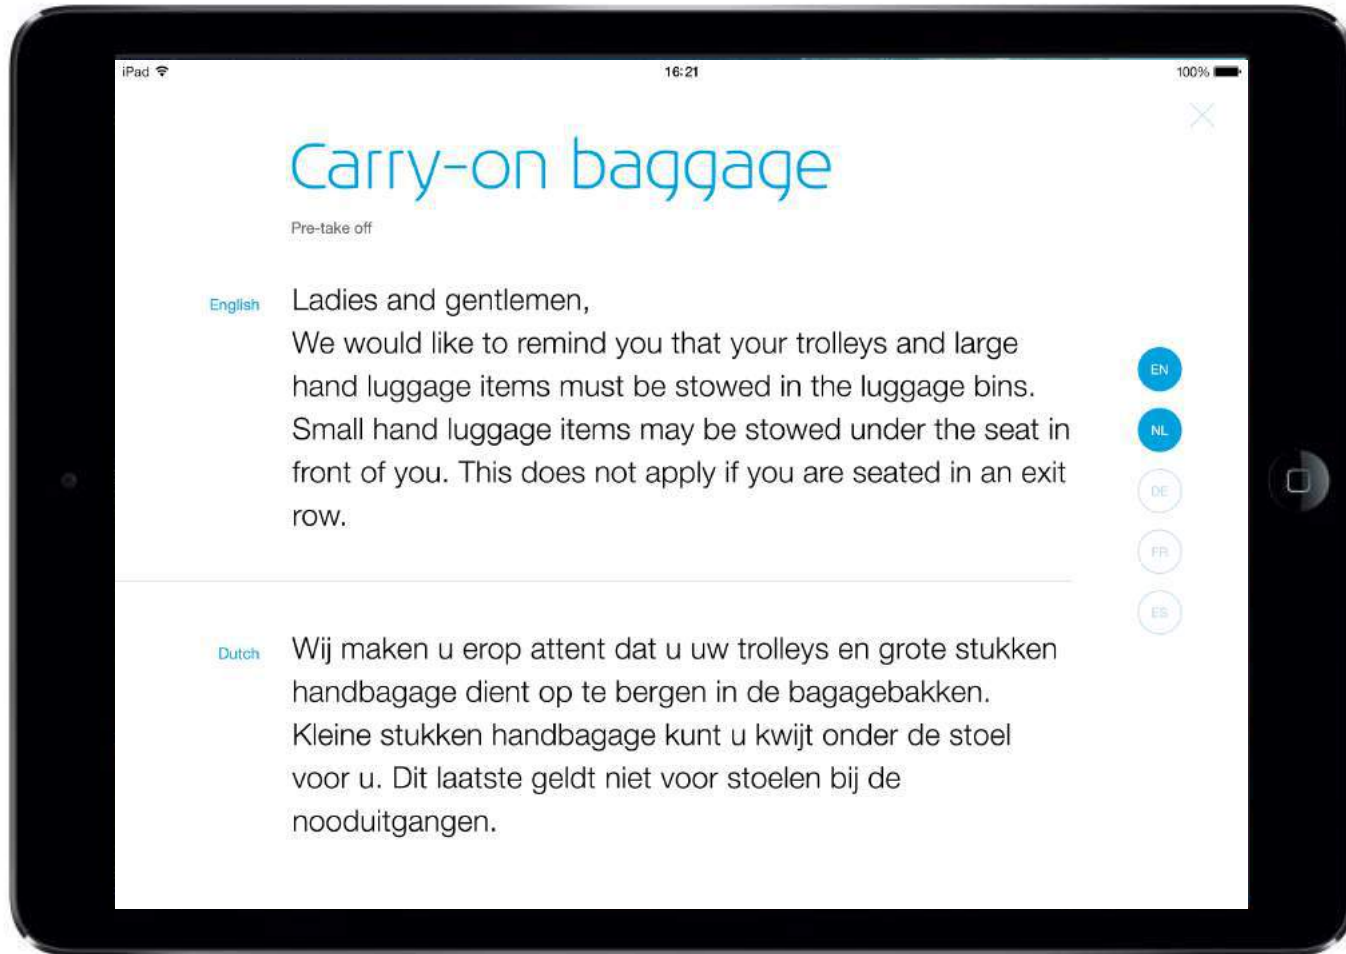 iPad 16:21 100%
Carry-on baggage
Pre-take off
English
Ladies and gentlemen,
We would like to remind you that your trolleys and large
hand luggage items must be stowed in the luggage bins.
Small hand luggage items may be stowed under the seat in
front of you. This does not apply if you are seated in an exit
row.
EN
NL
DE
FR
ES
Dutch
Wij maken u erop attent dat u uw trolleys en grote stukken
handbagage dient op te bergen in de bagagebakken.
Kleine stukken handbagage kunt u kwijt onder de stoel
voor u. Dit laatste geldt niet voor stoelen bij de
nooduitgangen.